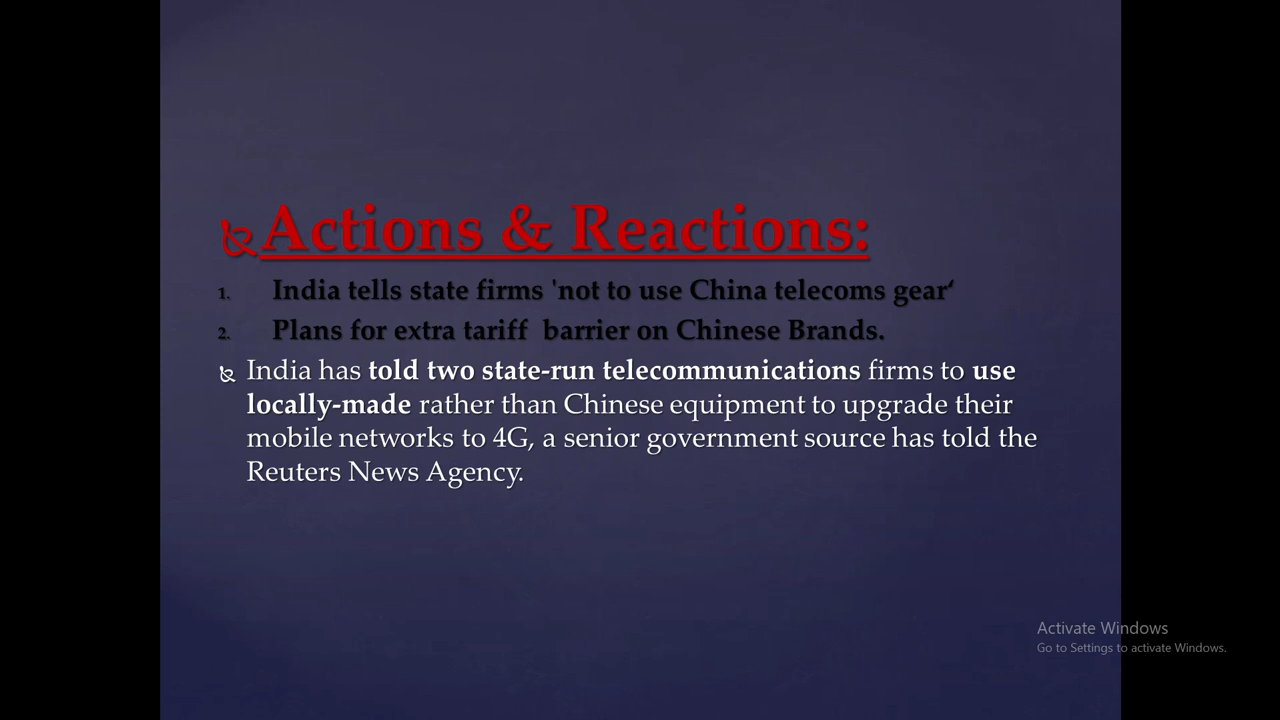 Actions & Reactions:
1. India tells state firms 'not to use China telecoms gear‘
2. Plans for extra tariff  barrier on Chinese Brands.
India has told two state-run telecommunications firms to use
locally-made rather than Chinese equipment to upgrade their
mobile networks to 4G, a senior government source has told the
Reuters News Agency.
Activate Windows
Go to Settings to activate Windows.